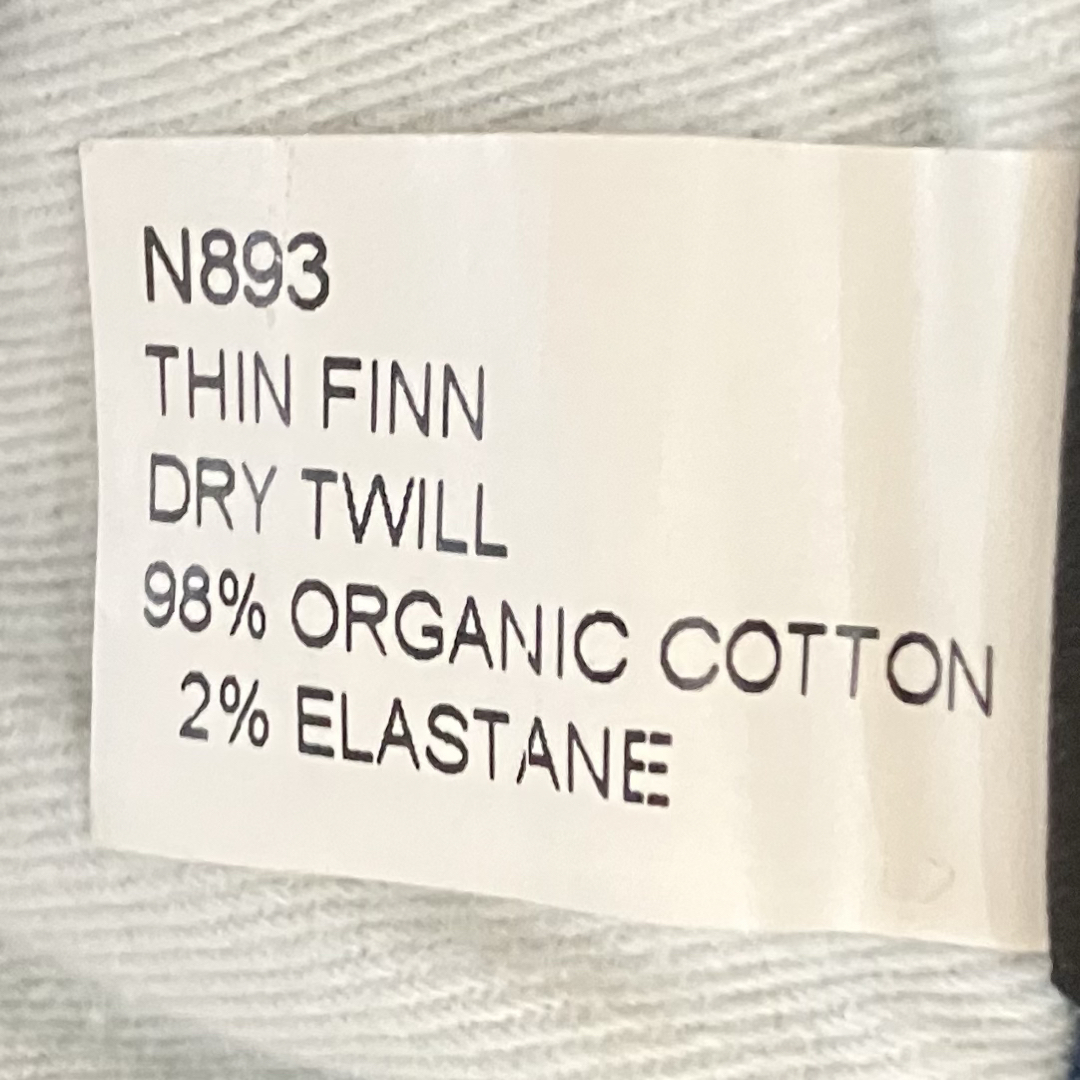 N893
THIN FINN
DRY TWILL
98% ORGANIC COTTON
2% ELASTANE